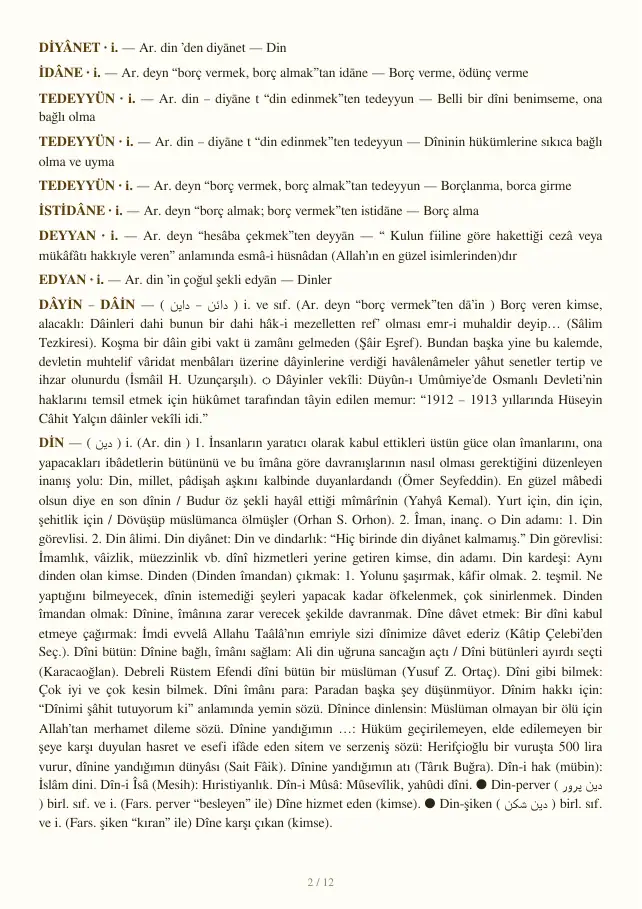 DİYÂNET · i. — Ar. din ’den diyānet — Din
İDÂNE · i. — Ar. deyn “borç vermek, borç almak”tan idāne — Borç verme, ödünç verme
TEDEYYÜN · i. — Ar. din – diyāne t “din edinmek”ten tedeyyun — Belli bir dîni benimseme, ona
bağlı olma
TEDEYYÜN · i. — Ar. din – diyāne t “din edinmek”ten tedeyyun — Dîninin hükümlerine sıkıca bağlı
olma ve uyma
TEDEYYÜN · i. — Ar. deyn “borç vermek, borç almak”tan tedeyyun — Borçlanma, borca girme
İSTİDÂNE · i. — Ar. deyn “borç almak; borç vermek”ten istidāne — Borç alma
DEYYAN · i. — Ar. deyn “hesâba çekmek”ten deyyān — “ Kulun fiiline göre hakettiği cezâ veya
mükâfâtı hakkıyle veren” anlamında esmâ-i hüsnâdan (Allah’ın en güzel isimlerinden)dır
EDYAN · i. — Ar. din ’in çoğul şekli edyān — Dinler
DÂYİN – DÂİN — ( دائن – داین ) i. ve sıf. (Ar. deyn “borç vermek”ten dā’in ) Borç veren kimse,
alacaklı: Dâinleri dahi bunun bir dahi hâk-i mezelletten ref’ olması emr-i muhaldir deyip… (Sâlim
Tezkiresi). Koşma bir dâin gibi vakt ü zamânı gelmeden (Şâir Eşref). Bundan başka yine bu kalemde,
devletin muhtelif vâridat menbâları üzerine dâyinlerine verdiği havâlenâmeler yâhut senetler tertip ve
ihzar olunurdu (İsmâil H. Uzunçarşılı). ѻ Dâyinler vekîli: Düyûn-ı Umûmiye’de Osmanlı Devleti’nin
haklarını temsil etmek için hükûmet tarafından tâyin edilen memur: “1912 – 1913 yıllarında Hüseyin
Câhit Yalçın dâinler vekîli idi.”
DİN — ( دین ) i. (Ar. din ) 1. İnsanların yaratıcı olarak kabul ettikleri üstün güce olan îmanlarını, ona
yapacakları ibâdetlerin bütününü ve bu îmâna göre davranışlarının nasıl olması gerektiğini düzenleyen
inanış yolu: Din, millet, pâdişah aşkını kalbinde duyanlardandı (Ömer Seyfeddin). En güzel mâbedi
olsun diye en son dînin / Budur öz şekli hayâl ettiği mîmârînin (Yahyâ Kemal). Yurt için, din için,
şehitlik için / Dövüşüp müslümanca ölmüşler (Orhan S. Orhon). 2. Îman, inanç. ѻ Din adamı: 1. Din
görevlisi. 2. Din âlimi. Din diyânet: Din ve dindarlık: “Hiç birinde din diyânet kalmamış.” Din görevlisi:
İmamlık, vâizlik, müezzinlik vb. dînî hizmetleri yerine getiren kimse, din adamı. Din kardeşi: Aynı
dinden olan kimse. Dinden (Dinden îmandan) çıkmak: 1. Yolunu şaşırmak, kâfir olmak. 2. teşmil. Ne
yaptığını bilmeyecek, dînin istemediği şeyleri yapacak kadar öfkelenmek, çok sinirlenmek. Dinden
îmandan olmak: Dînine, îmânına zarar verecek şekilde davranmak. Dîne dâvet etmek: Bir dîni kabul
etmeye çağırmak: İmdi evvelâ Allahu Taâlâ’nın emriyle sizi dînimize dâvet ederiz (Kâtip Çelebi’den
Seç.). Dîni bütün: Dînine bağlı, îmânı sağlam: Ali din uğruna sancağın açtı / Dîni bütünleri ayırdı seçti
(Karacaoğlan). Debreli Rüstem Efendi dîni bütün bir müslüman (Yusuf Z. Ortaç). Dîni gibi bilmek:
Çok iyi ve çok kesin bilmek. Dîni îmânı para: Paradan başka şey düşünmüyor. Dînim hakkı için:
“Dînimi şâhit tutuyorum ki” anlamında yemin sözü. Dînince dinlensin: Müslüman olmayan bir ölü için
Allah’tan merhamet dileme sözü. Dînine yandığım …: Hüküm geçirilemeyen, elde edilemeyen bir
şeye karşı duyulan hasret ve esefi ifâde eden sitem ve serzeniş sözü: Herifçioğlu bir vuruşta 500 lira
vurur, dînine yandığımın dünyâsı (Sait Fâik). Dînine yandığımın atı (Târık Buğra). Dîn-i hak (mübin):
İslâm dini. Dîn-i Îsâ (Mesih): Hıristiyanlık. Dîn-i Mûsâ: Mûsevîlik, yahûdi dîni. ● Din-perver ( دین پرور
) birl. sıf. ve i. (Fars. perver “besleyen” ile) Dîne hizmet eden (kimse). ● Din-şiken ( دین شکن ) birl. sıf.
ve i. (Fars. şiken “kıran” ile) Dîne karşı çıkan (kimse).
2 / 12